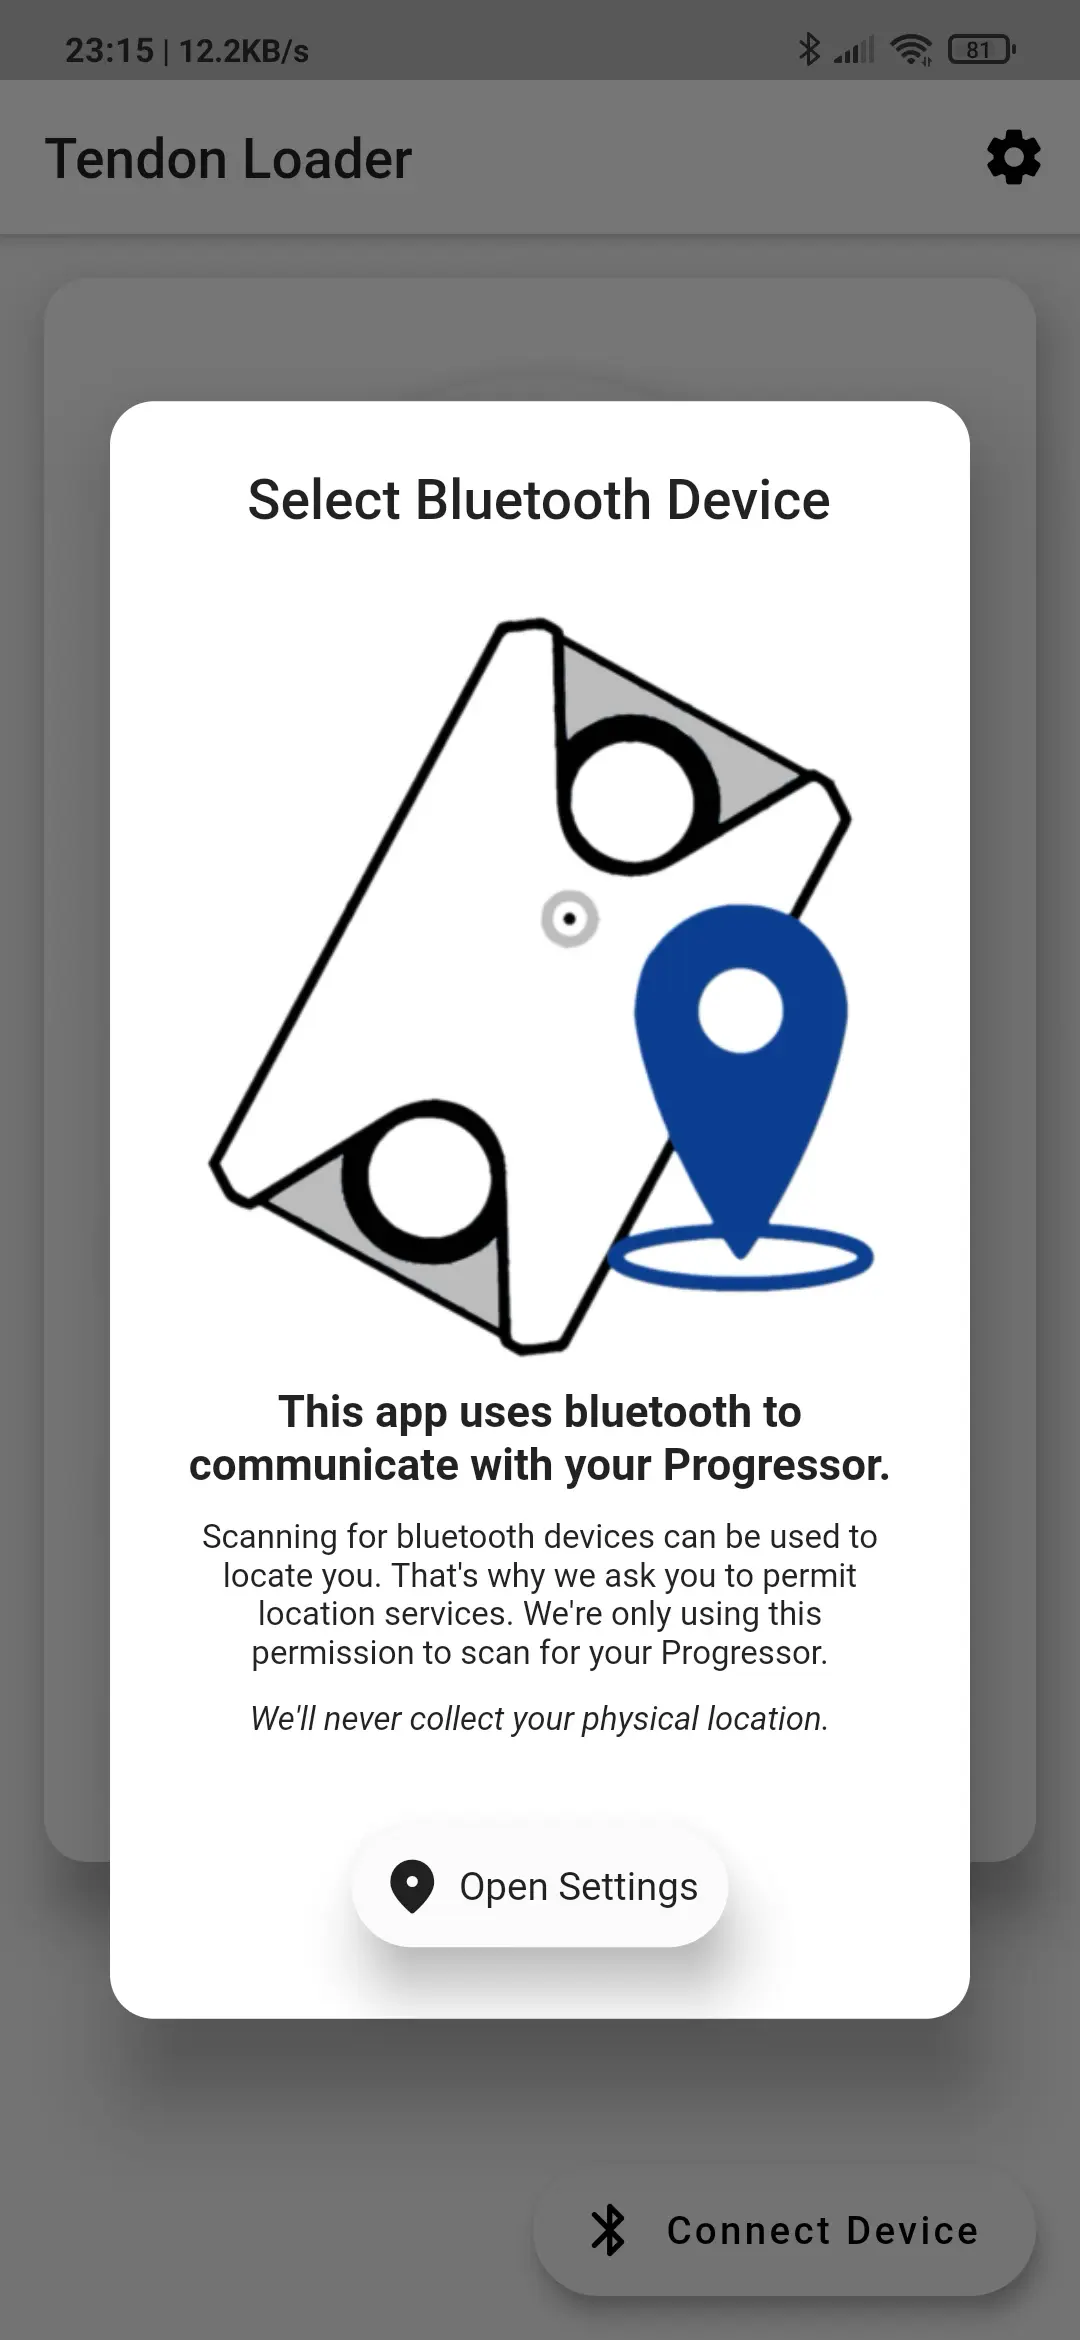 23:15 | 12.2KB/s
81
Tendon Loader
Select Bluetooth Device
This app uses bluetooth to
communicate with your Progressor.
Scanning for bluetooth devices can be used to
locate you. That's why we ask you to permit
location services. We're only using this
permission to scan for your Progressor.
We'll never collect your physical location.
Open Settings
Connect Device